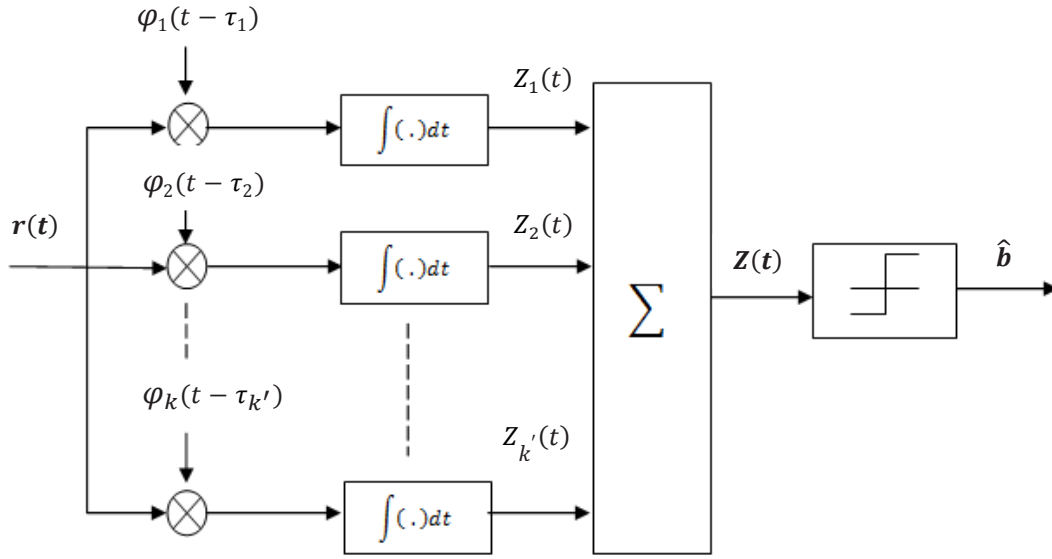 φ₁(t − τ₁)
Z₁(t)
∫(.)dt
φ₂(t − τ₂)
r(t)
Z₂(t)
∫(.)dt
Z(t)
b̂
∑
φₖ(t − τₖ′)
Zₖ′(t)
∫(.)dt